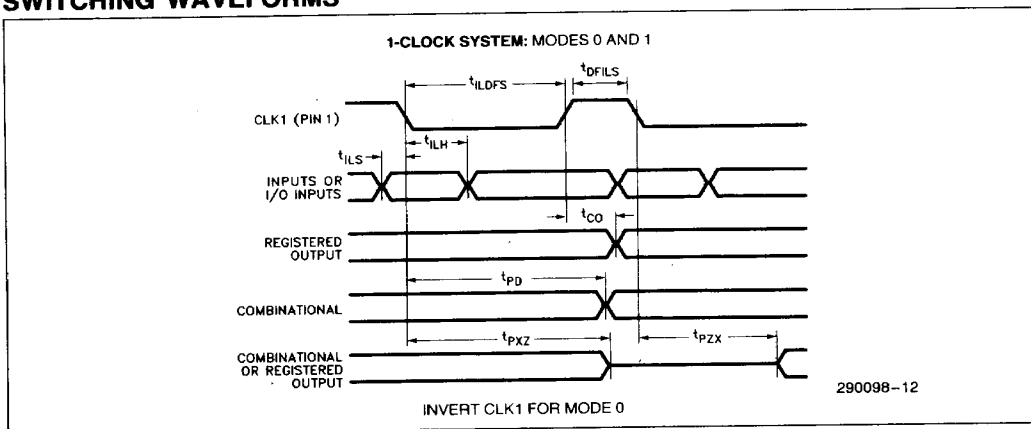 SWITCHING WAVEFORMS
1-CLOCK SYSTEM: MODES 0 AND 1
tILDFS
tDFILS
CLK1 (PIN 1)
tILH
tILS
INPUTS OR
I/O INPUTS
tCO
REGISTERED
OUTPUT
tPD
COMBINATIONAL
tPXZ
tPZX
COMBINATIONAL
OR REGISTERED
OUTPUT
290098–12
INVERT CLK1 FOR MODE 0